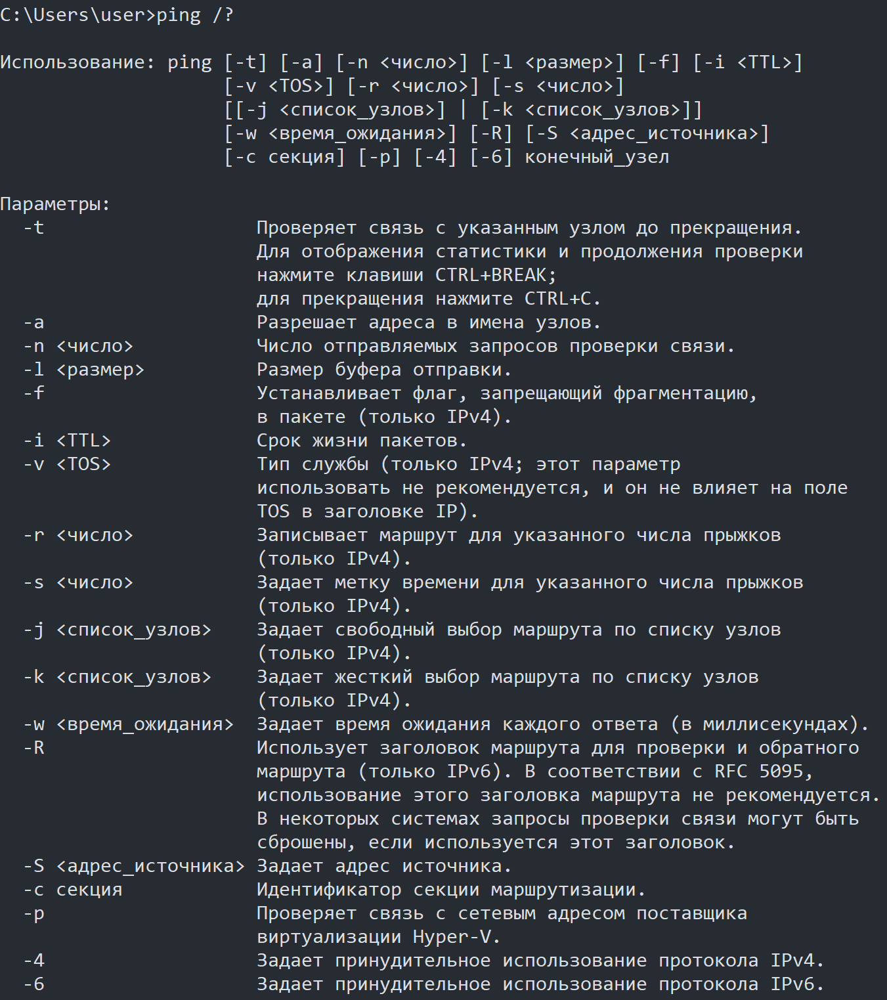 C:\Users\user>ping /?
Использование: ping [-t] [-a] [-n <число>] [-l <размер>] [-f] [-i <TTL>]
[-v <TOS>] [-r <число>] [-s <число>]
[[-j <список_узлов>] | [-k <список_узлов>]]
[-w <время_ожидания>] [-R] [-S <адрес_источника>]
[-c секция] [-p] [-4] [-6] конечный_узел
Параметры:
-t Проверяет связь с указанным узлом до прекращения.
Для отображения статистики и продолжения проверки
нажмите клавиши CTRL+BREAK;
для прекращения нажмите CTRL+C.
-a Разрешает адреса в имена узлов.
-n <число> Число отправляемых запросов проверки связи.
-l <размер> Размер буфера отправки.
-f Устанавливает флаг, запрещающий фрагментацию,
в пакете (только IPv4).
-i <TTL> Срок жизни пакетов.
-v <TOS> Тип службы (только IPv4; этот параметр
использовать не рекомендуется, и он не влияет на поле
TOS в заголовке IP).
-r <число> Записывает маршрут для указанного числа прыжков
(только IPv4).
-s <число> Задает метку времени для указанного числа прыжков
(только IPv4).
-j <список_узлов> Задает свободный выбор маршрута по списку узлов
(только IPv4).
-k <список_узлов> Задает жесткий выбор маршрута по списку узлов
(только IPv4).
-w <время_ожидания> Задает время ожидания каждого ответа (в миллисекундах).
-R Использует заголовок маршрута для проверки и обратного
маршрута (только IPv6). В соответствии с RFC 5095,
использование этого заголовка маршрута не рекомендуется.
В некоторых системах запросы проверки связи могут быть
сброшены, если используется этот заголовок.
-S <адрес_источника> Задает адрес источника.
-c секция Идентификатор секции маршрутизации.
-p Проверяет связь с сетевым адресом поставщика
виртуализации Hyper-V.
-4 Задает принудительное использование протокола IPv4.
-6 Задает принудительное использование протокола IPv6.